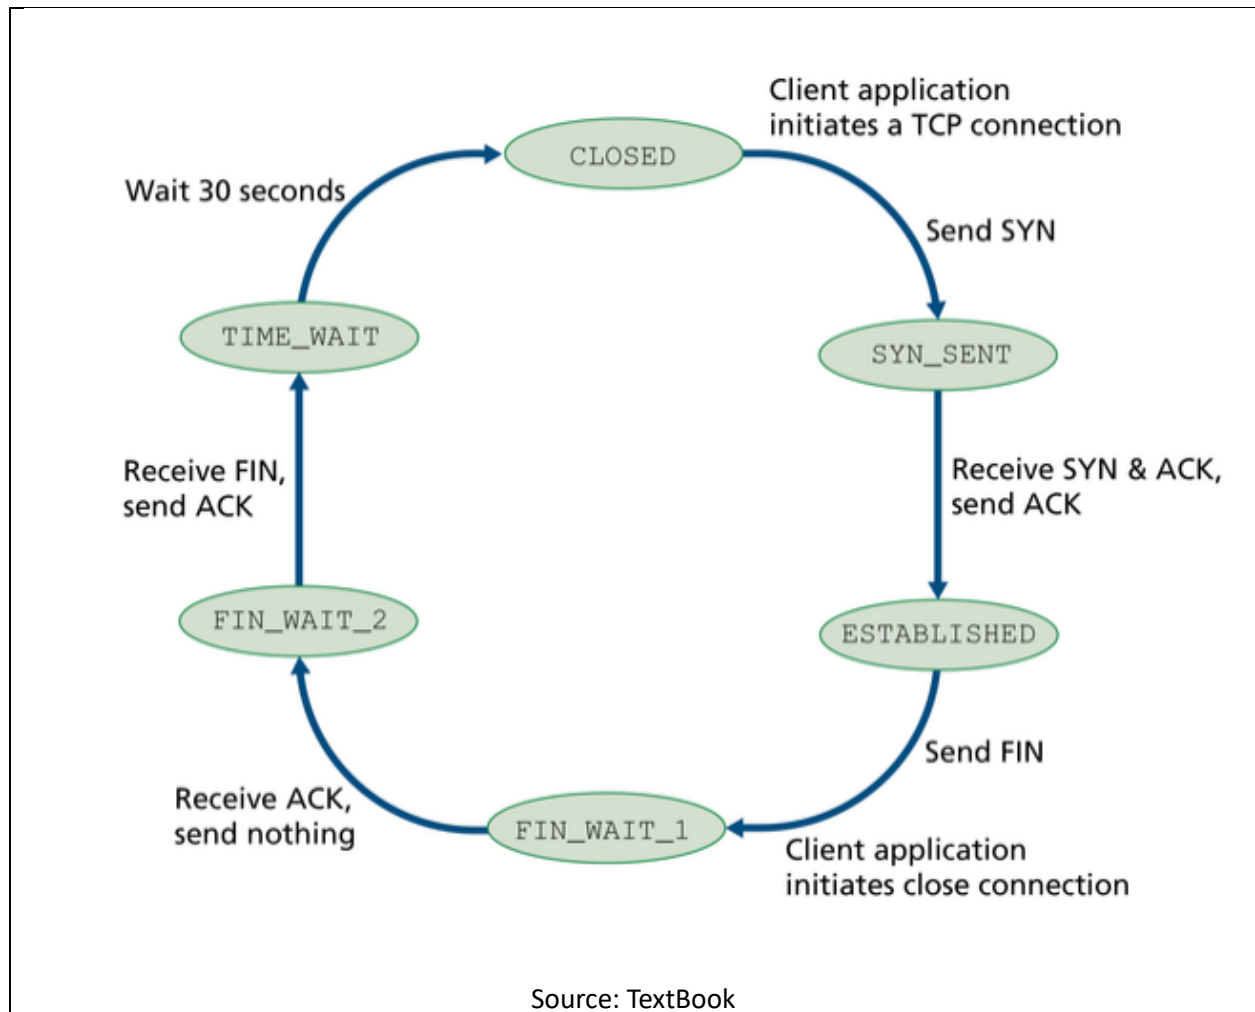 CLOSED
Client application
initiates a TCP connection
Send SYN
SYN_SENT
Receive SYN & ACK,
send ACK
ESTABLISHED
Send FIN
Client application
initiates close connection
FIN_WAIT_1
Receive ACK,
send nothing
FIN_WAIT_2
Receive FIN,
send ACK
TIME_WAIT
Wait 30 seconds
Source: TextBook